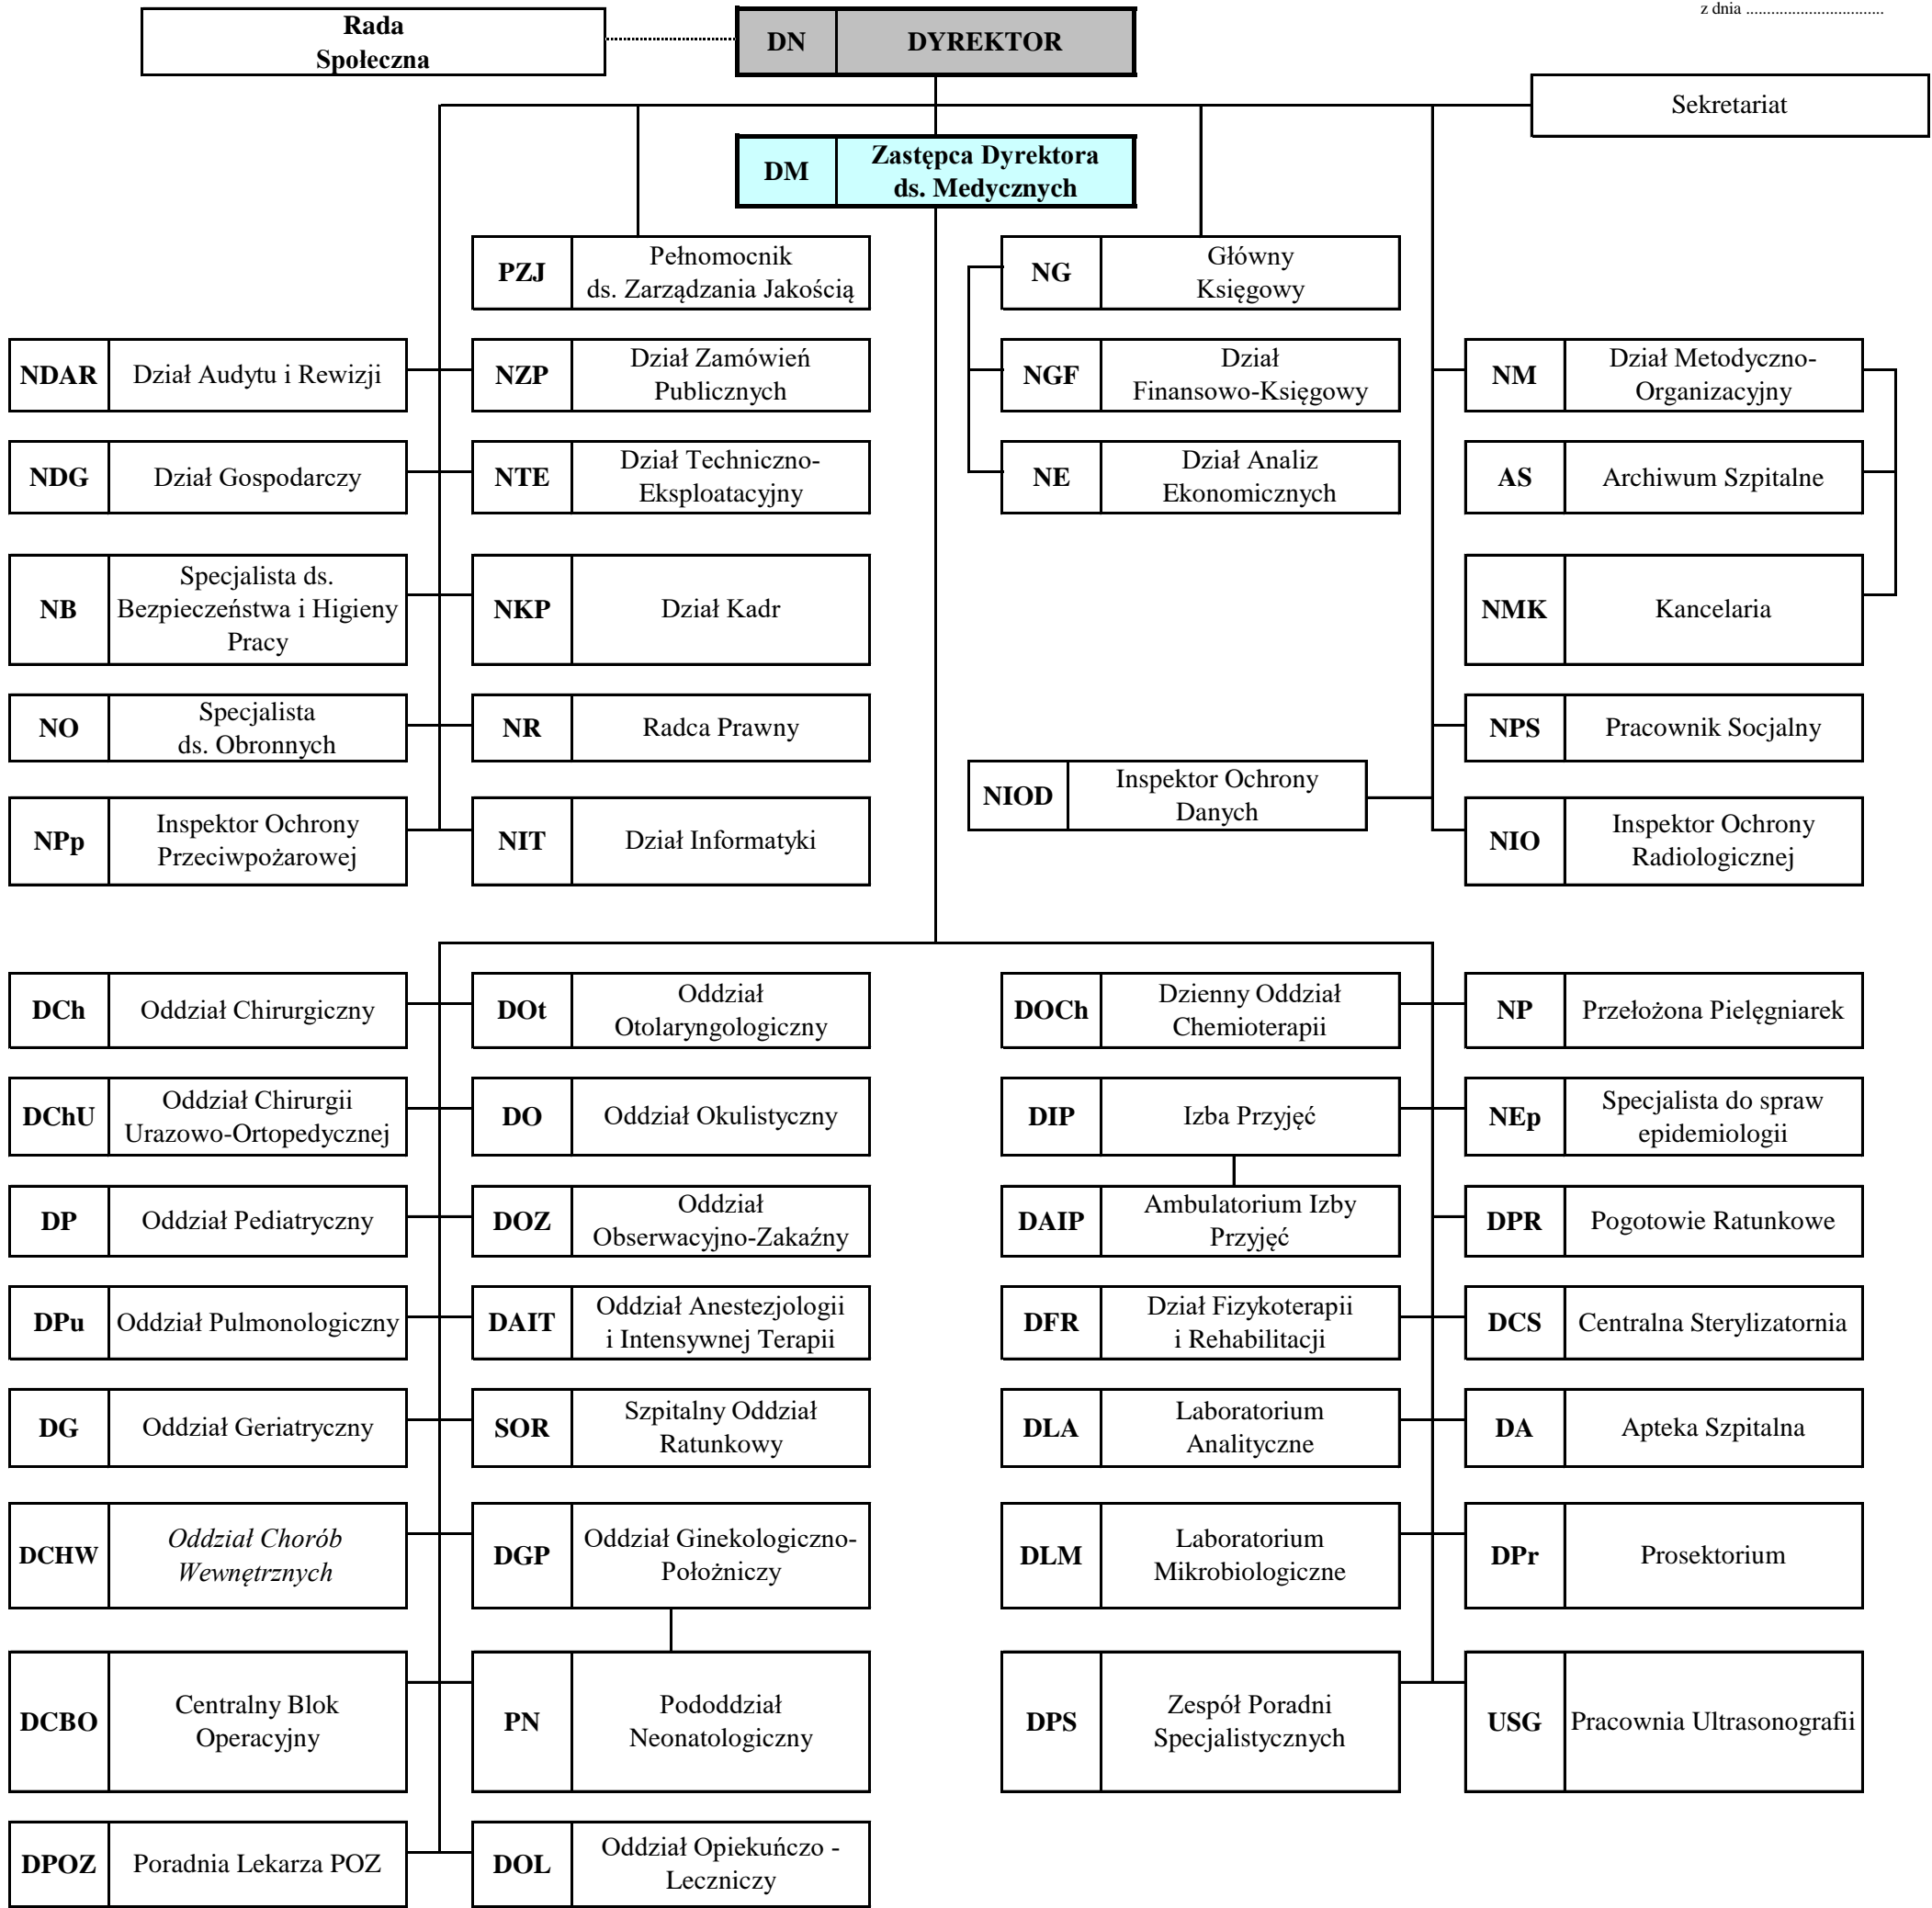 z dnia .................................
Rada
Społeczna
DN
DYREKTOR
Sekretariat
DM
Zastępca Dyrektora
ds. Medycznych
PZJ
Pełnomocnik
ds. Zarządzania Jakością
NG
Główny
Księgowy
NDAR
Dział Audytu i Rewizji
NZP
Dział Zamówień
Publicznych
NGF
Dział
Finansowo-Księgowy
NM
Dział Metodyczno-
Organizacyjny
NDG
Dział Gospodarczy
NTE
Dział Techniczno-
Eksploatacyjny
NE
Dział Analiz
Ekonomicznych
AS
Archiwum Szpitalne
NB
Specjalista ds.
Bezpieczeństwa i Higieny
Pracy
NKP
Dział Kadr
NMK
Kancelaria
NO
Specjalista
ds. Obronnych
NR
Radca Prawny
NPS
Pracownik Socjalny
NIOD
Inspektor Ochrony
Danych
NPp
Inspektor Ochrony
Przeciwpożarowej
NIT
Dział Informatyki
NIO
Inspektor Ochrony
Radiologicznej
DCh
Oddział Chirurgiczny
DOt
Oddział
Otolaryngologiczny
DOCh
Dzienny Oddział
Chemioterapii
NP
Przełożona Pielęgniarek
DChU
Oddział Chirurgii
Urazowo-Ortopedycznej
DO
Oddział Okulistyczny
DIP
Izba Przyjęć
NEp
Specjalista do spraw
epidemiologii
DP
Oddział Pediatryczny
DOZ
Oddział
Obserwacyjno-Zakaźny
DAIP
Ambulatorium Izby
Przyjęć
DPR
Pogotowie Ratunkowe
DPu
Oddział Pulmonologiczny
DAIT
Oddział Anestezjologii
i Intensywnej Terapii
DFR
Dział Fizykoterapii
i Rehabilitacji
DCS
Centralna Sterylizatornia
DG
Oddział Geriatryczny
SOR
Szpitalny Oddział
Ratunkowy
DLA
Laboratorium
Analityczne
DA
Apteka Szpitalna
DCHW
Oddział Chorób
Wewnętrznych
DGP
Oddział Ginekologiczno-
Położniczy
DLM
Laboratorium
Mikrobiologiczne
DPr
Prosektorium
DCBO
Centralny Blok
Operacyjny
PN
Pododdział
Neonatologiczny
DPS
Zespół Poradni
Specjalistycznych
USG
Pracownia Ultrasonografii
DPOZ
Poradnia Lekarza POZ
DOL
Oddział Opiekuńczo -
Leczniczy